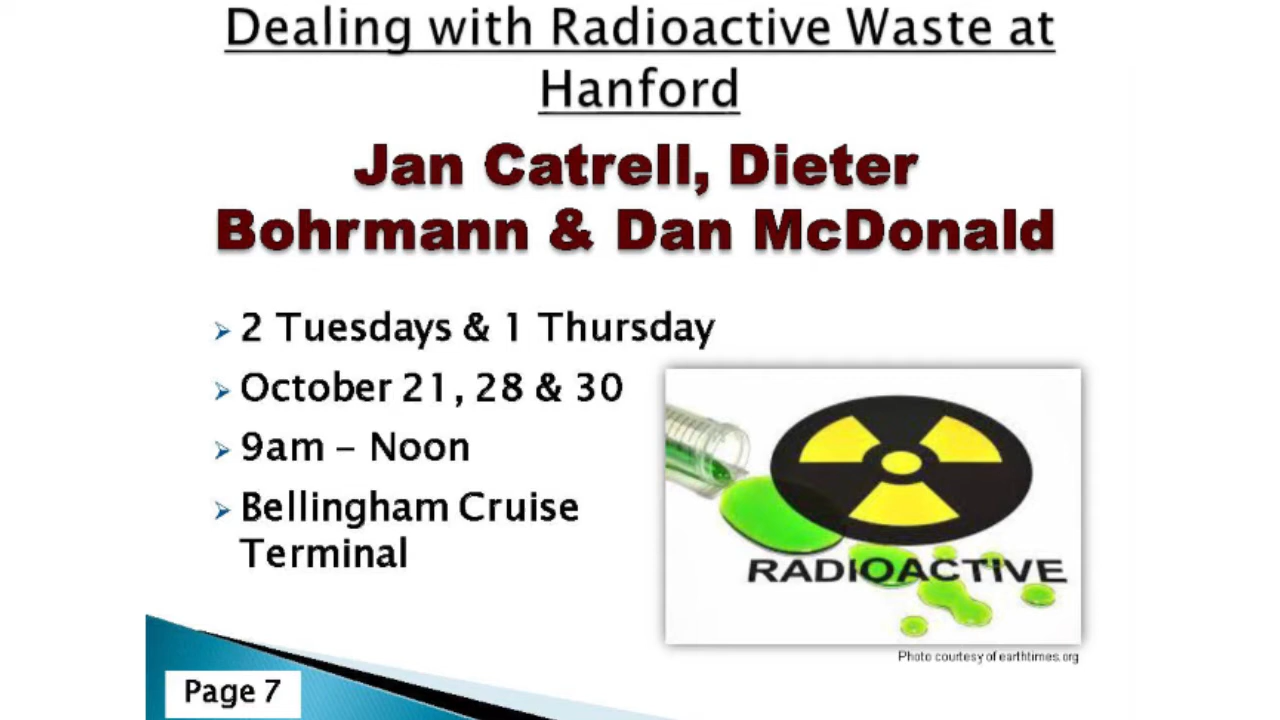 Dealing with Radioactive Waste at
Hanford
Jan Catrell, Dieter
Bohrmann & Dan McDonald
➢ 2 Tuesdays & 1 Thursday
➢ October 21, 28 & 30
➢ 9am – Noon
➢ Bellingham Cruise
Terminal
RADIOACTIVE
Photo courtesy of earthtimes.org
Page 7